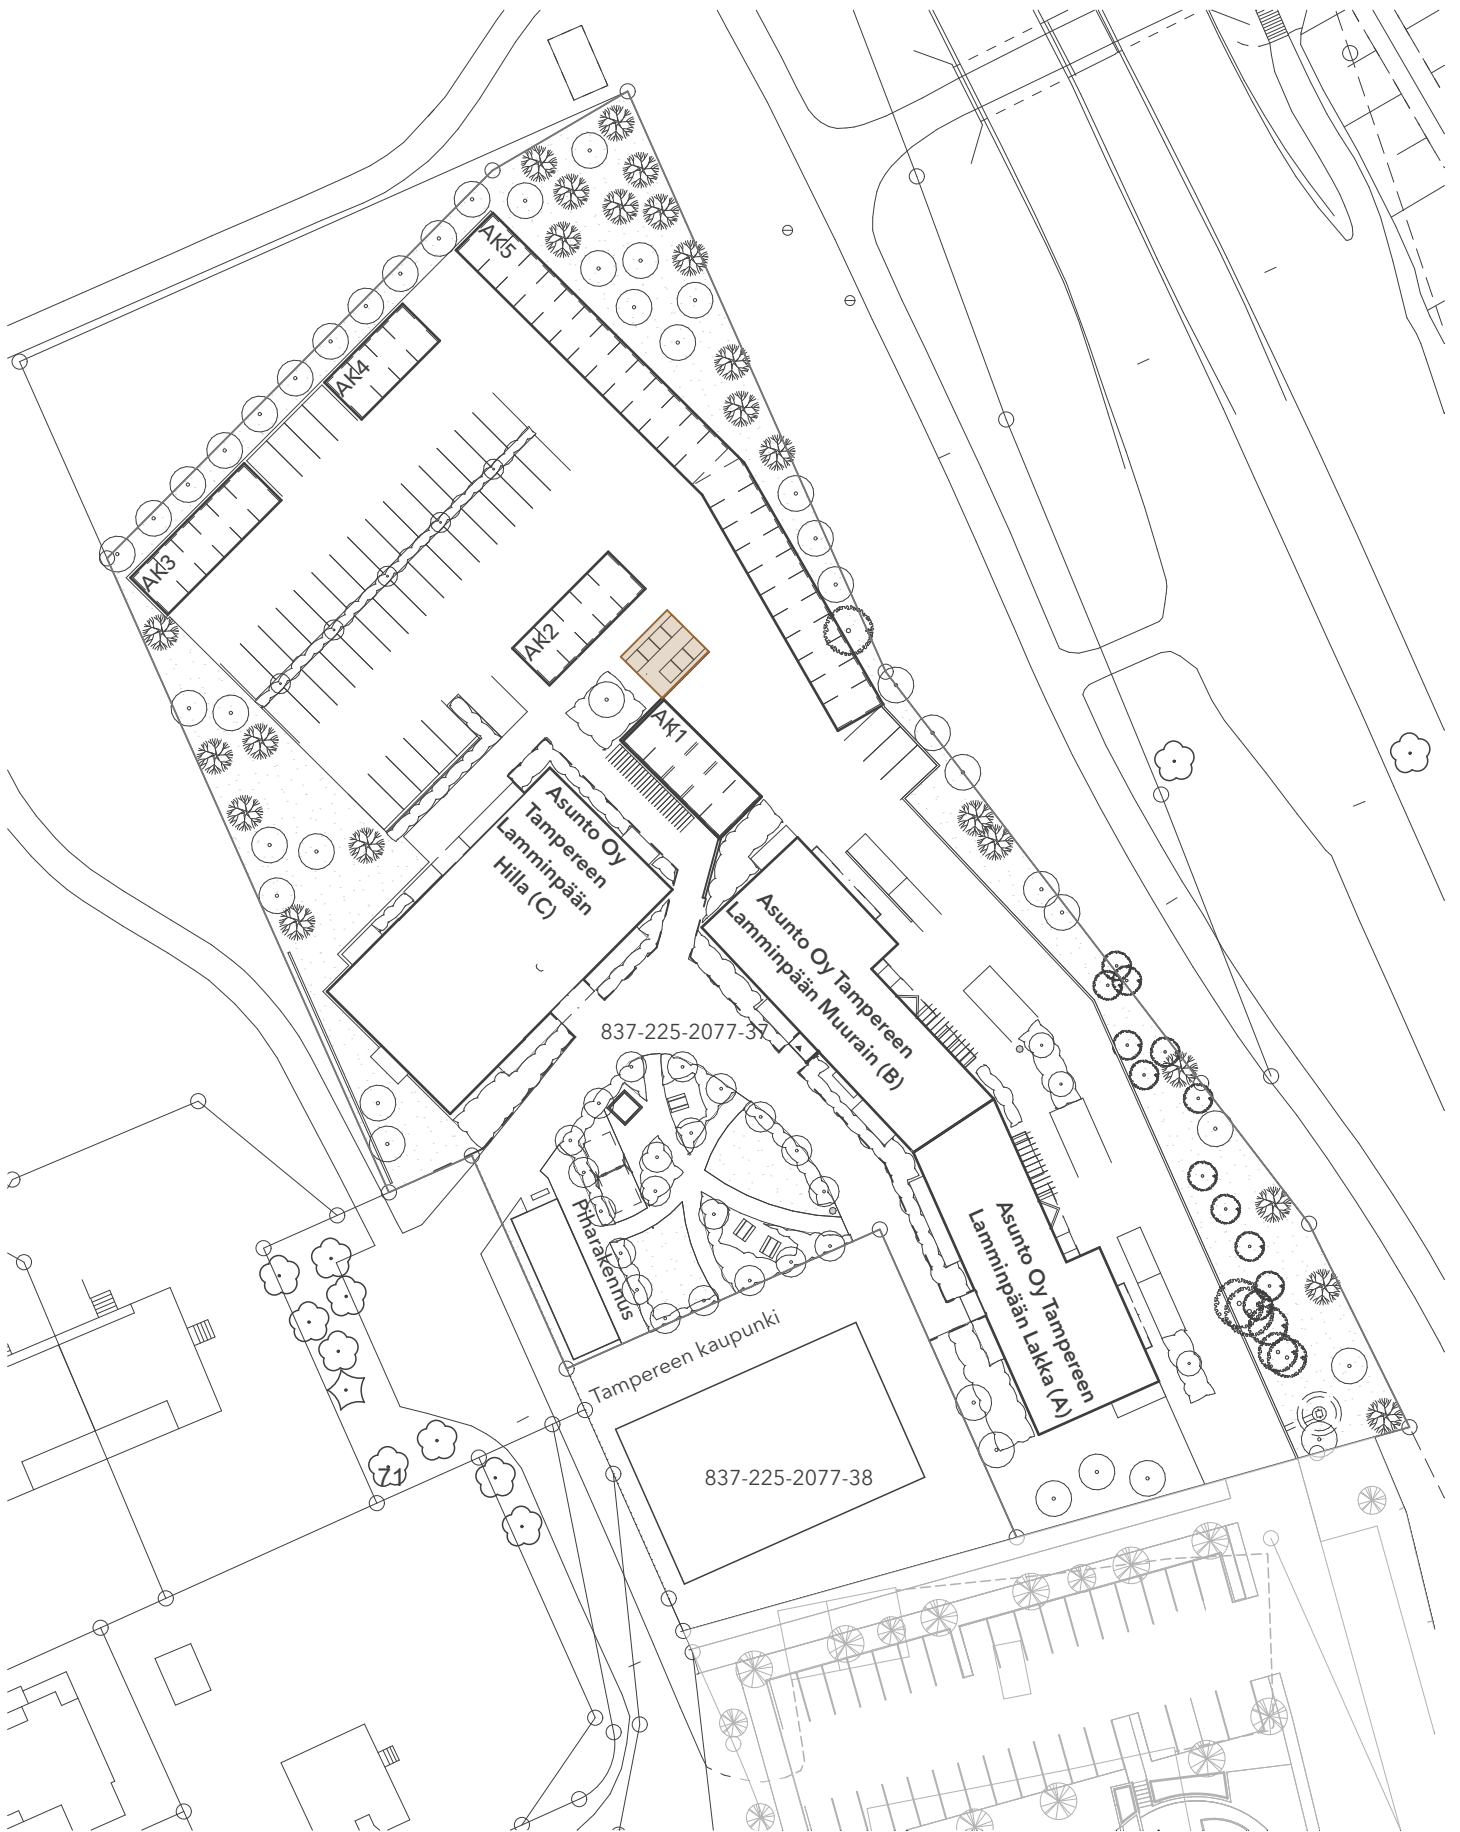 AK5
AK4
AK3
AK2
AK1
Asunto Oy
Tampereen
Lamminpään
Hilla (C)
Asunto Oy Tampereen
Lamminpään Muurain (B)
837-225-2077-37
Asunto Oy Tampereen
Lamminpään Lakka (A)
Piharakennus
Tampereen kaupunki
837-225-2077-38
71